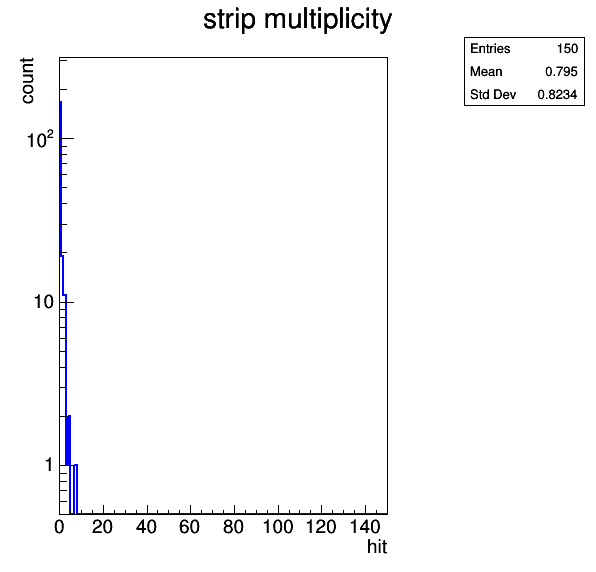 strip multiplicity
Entries 150
Mean 0.795
Std Dev 0.8234
count
10²
10
1
0 20 40 60 80 100 120 140
hit